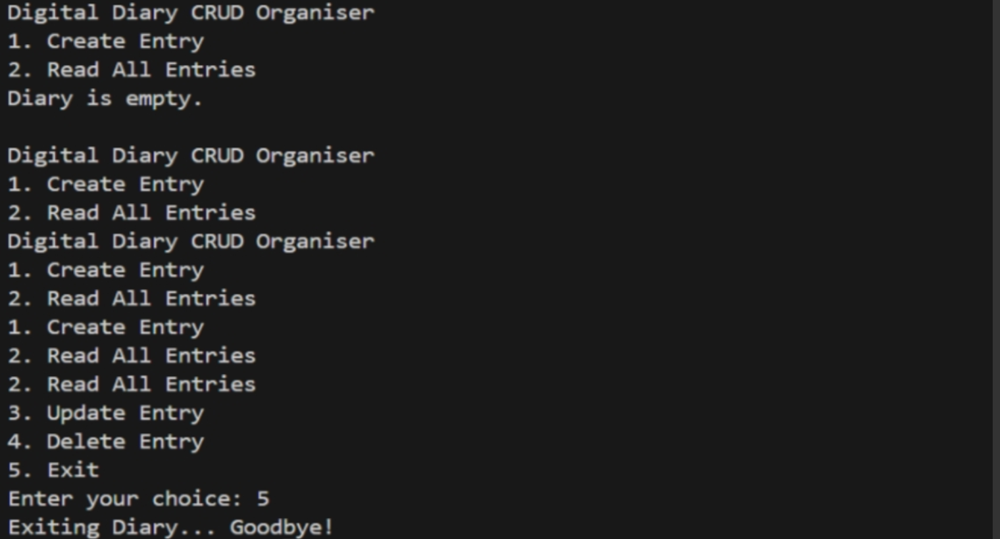 Digital Diary CRUD Organiser
1. Create Entry
2. Read All Entries
Diary is empty.
Digital Diary CRUD Organiser
1. Create Entry
2. Read All Entries
Digital Diary CRUD Organiser
1. Create Entry
2. Read All Entries
1. Create Entry
2. Read All Entries
2. Read All Entries
3. Update Entry
4. Delete Entry
5. Exit
Enter your choice: 5
Exiting Diary... Goodbye!